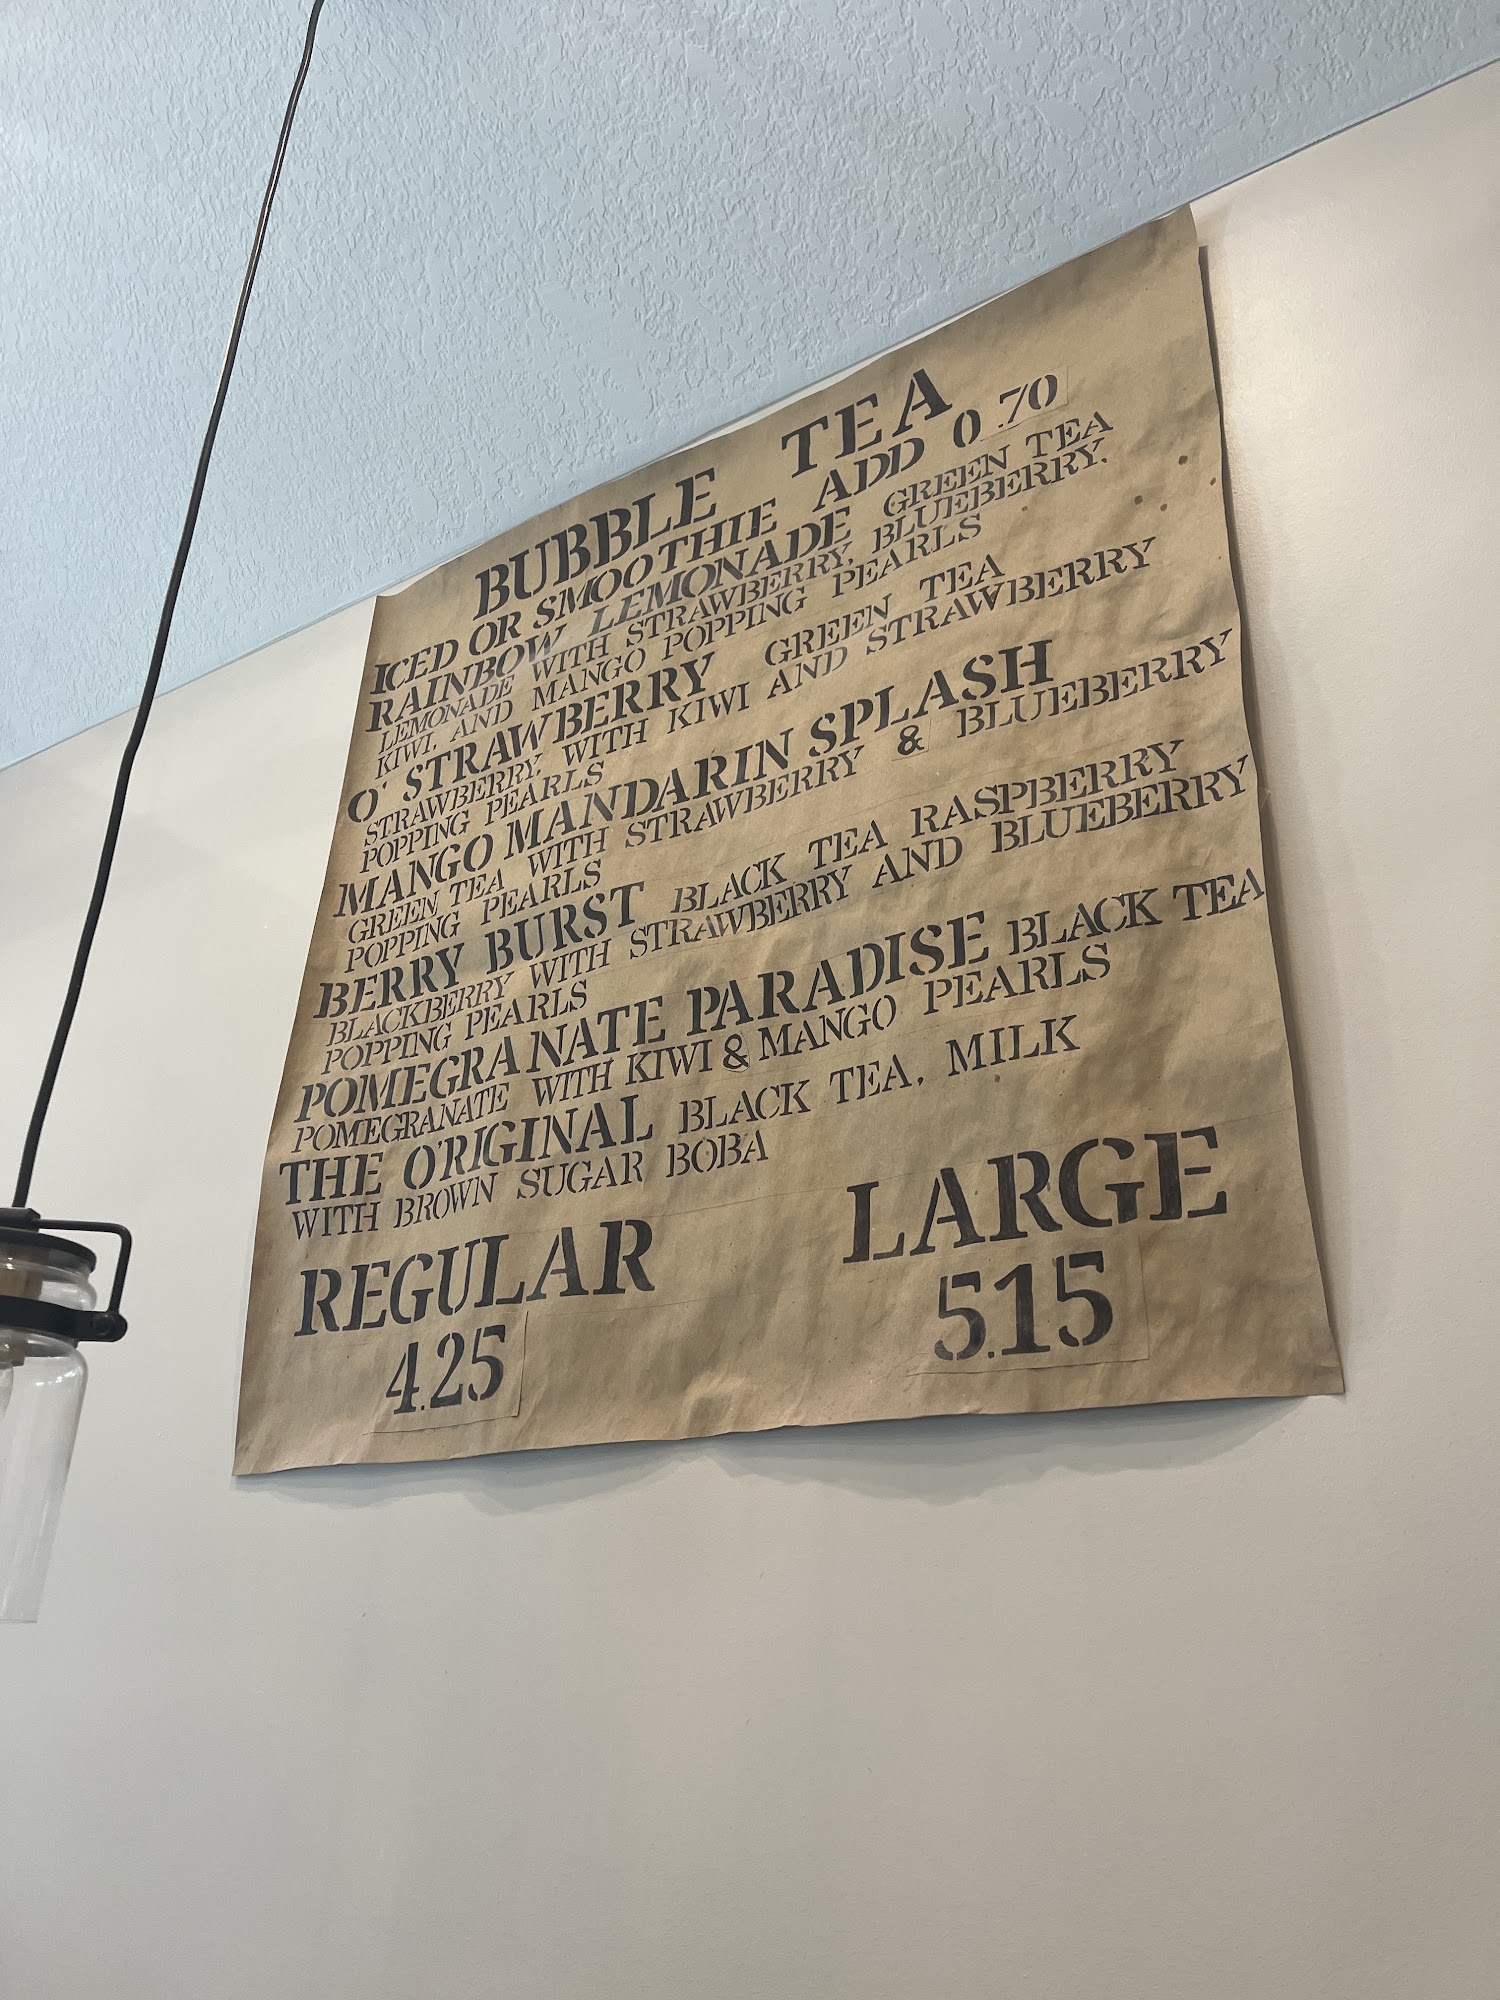 BUBBLE TEA
ICED OR SMOOTHIE ADD 0.70
RAINBOW LEMONADE GREEN TEA
LEMONADE WITH STRAWBERRY, BLUEBERRY,
KIWI, AND MANGO POPPING PEARLS
O' STRAWBERRY GREEN TEA
STRAWBERRY, WITH KIWI AND STRAWBERRY
POPPING PEARLS
MANGO MANDARIN SPLASH
GREEN TEA WITH STRAWBERRY & BLUEBERRY
POPPING PEARLS
BERRY BURST BLACK TEA RASPBERRY
BLACKBERRY WITH STRAWBERRY AND BLUEBERRY
POPPING PEARLS
POMEGRANATE PARADISE BLACK TEA
POMEGRANATE WITH KIWI & MANGO PEARLS
THE O'RIGINAL BLACK TEA, MILK
WITH BROWN SUGAR BOBA
REGULAR LARGE
4.25 5.15